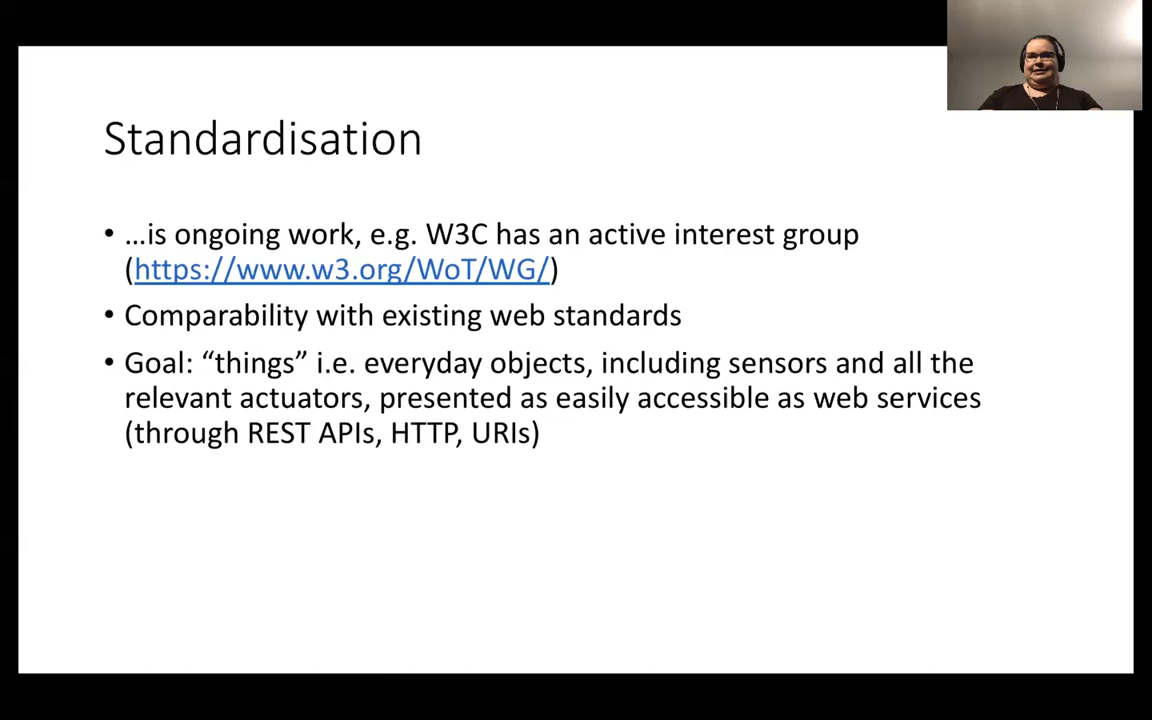 Standardisation
• …is ongoing work, e.g. W3C has an active interest group
(https://www.w3.org/WoT/WG/)
• Comparability with existing web standards
• Goal: “things” i.e. everyday objects, including sensors and all the
relevant actuators, presented as easily accessible as web services
(through REST APIs, HTTP, URIs)